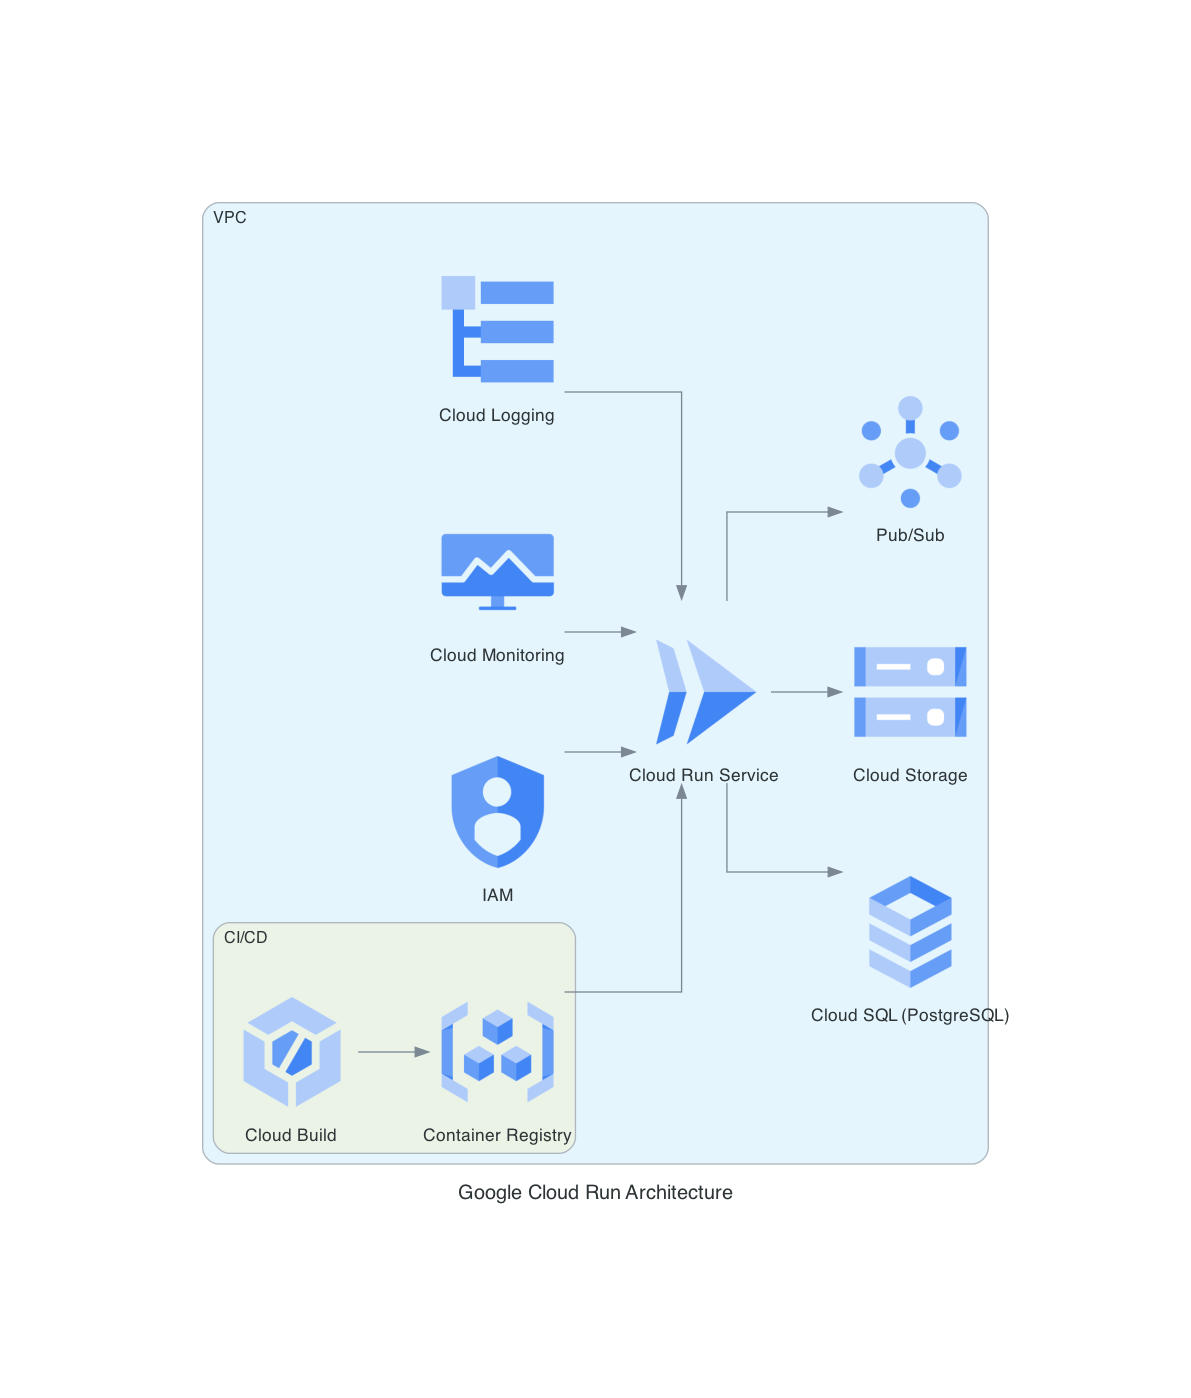 VPC
Cloud Logging
Pub/Sub
Cloud Monitoring
Cloud Run Service
Cloud Storage
IAM
CI/CD
Cloud SQL (PostgreSQL)
Cloud Build
Container Registry
Google Cloud Run Architecture